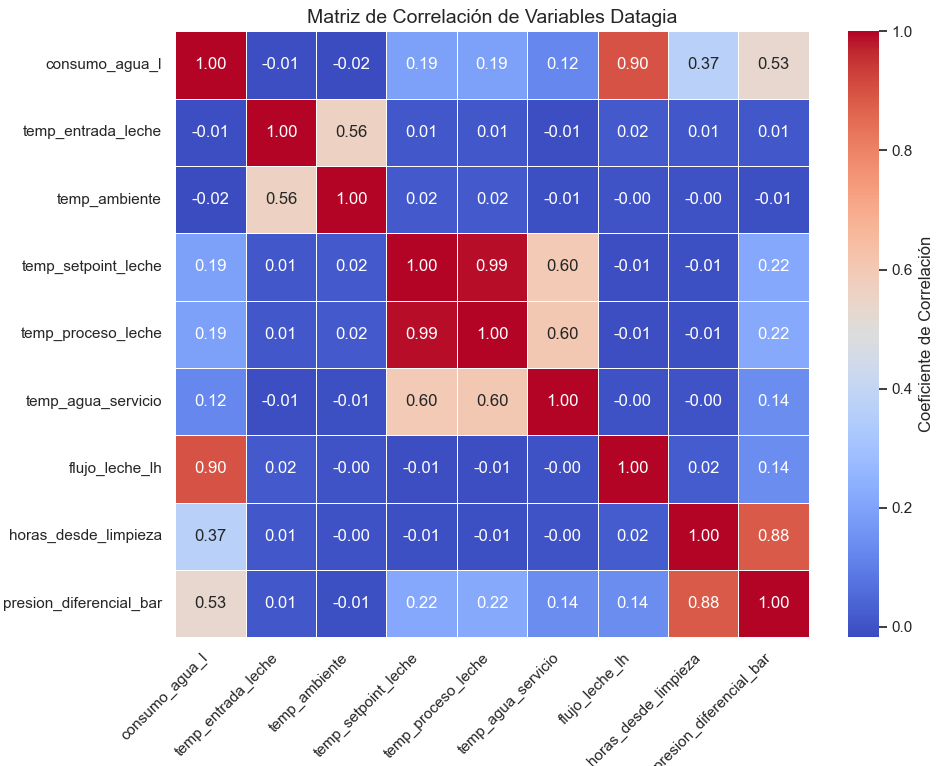 Matriz de Correlación de Variables Datagia
consumo_agua_l 1.00 -0.01 -0.02 0.19 0.19 0.12 0.90 0.37 0.53
temp_entrada_leche -0.01 1.00 0.56 0.01 0.01 -0.01 0.02 0.01 0.01
temp_ambiente -0.02 0.56 1.00 0.02 0.02 -0.01 -0.00 -0.00 -0.01
temp_setpoint_leche 0.19 0.01 0.02 1.00 0.99 0.60 -0.01 -0.01 0.22
temp_proceso_leche 0.19 0.01 0.02 0.99 1.00 0.60 -0.01 -0.01 0.22
temp_agua_servicio 0.12 -0.01 -0.01 0.60 0.60 1.00 -0.00 -0.00 0.14
flujo_leche_lh 0.90 0.02 -0.00 -0.01 -0.01 -0.00 1.00 0.02 0.14
horas_desde_limpieza 0.37 0.01 -0.00 -0.01 -0.01 -0.00 0.02 1.00 0.88
presion_diferencial_bar 0.53 0.01 -0.01 0.22 0.22 0.14 0.14 0.88 1.00
consumo_agua_l
temp_entrada_leche
temp_ambiente
temp_setpoint_leche
temp_proceso_leche
temp_agua_servicio
flujo_leche_lh
horas_desde_limpieza
presion_diferencial_bar
1.0
0.8
0.6
0.4
0.2
0.0
Coeficiente de Correlación